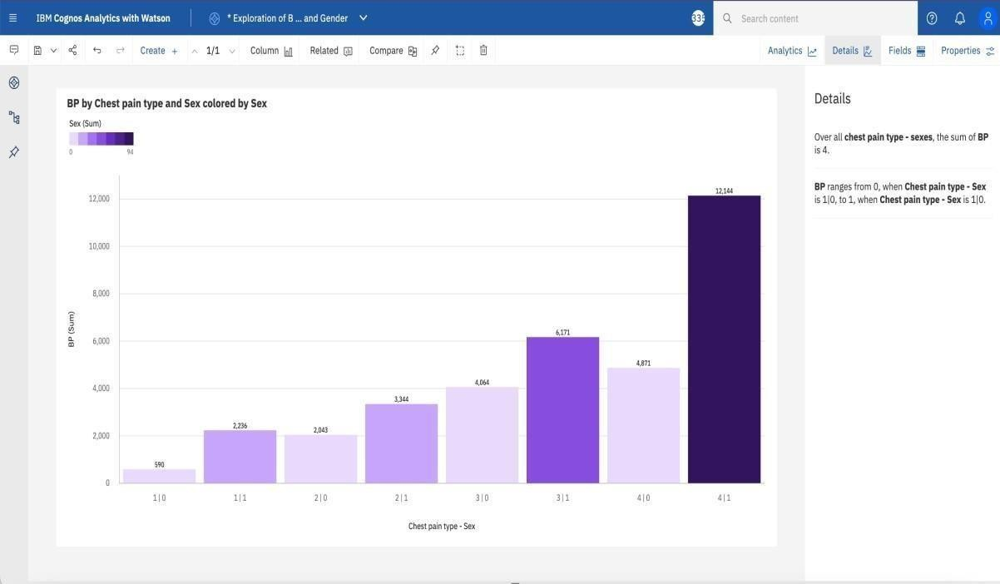 IBM Cognos Analytics with Watson
* Exploration of B ... and Gender
Search content
Create +
1/1
Column
Related
Compare
Analytics
Details
Fields
Properties
BP by Chest pain type and Sex colored by Sex
Sex (Sum)
0 94
Details
Over all chest pain type - sexes, the sum of BP
is 4.
BP ranges from 0, when Chest pain type - Sex
is 1|0, to 1, when Chest pain type - Sex is 1|0.
BP (Sum)
12,000
10,000
8,000
6,000
4,000
2,000
0
590
2,236
2,043
3,344
4,064
6,171
4,871
12,144
1 | 0
1 | 1
2 | 0
2 | 1
3 | 0
3 | 1
4 | 0
4 | 1
Chest pain type - Sex